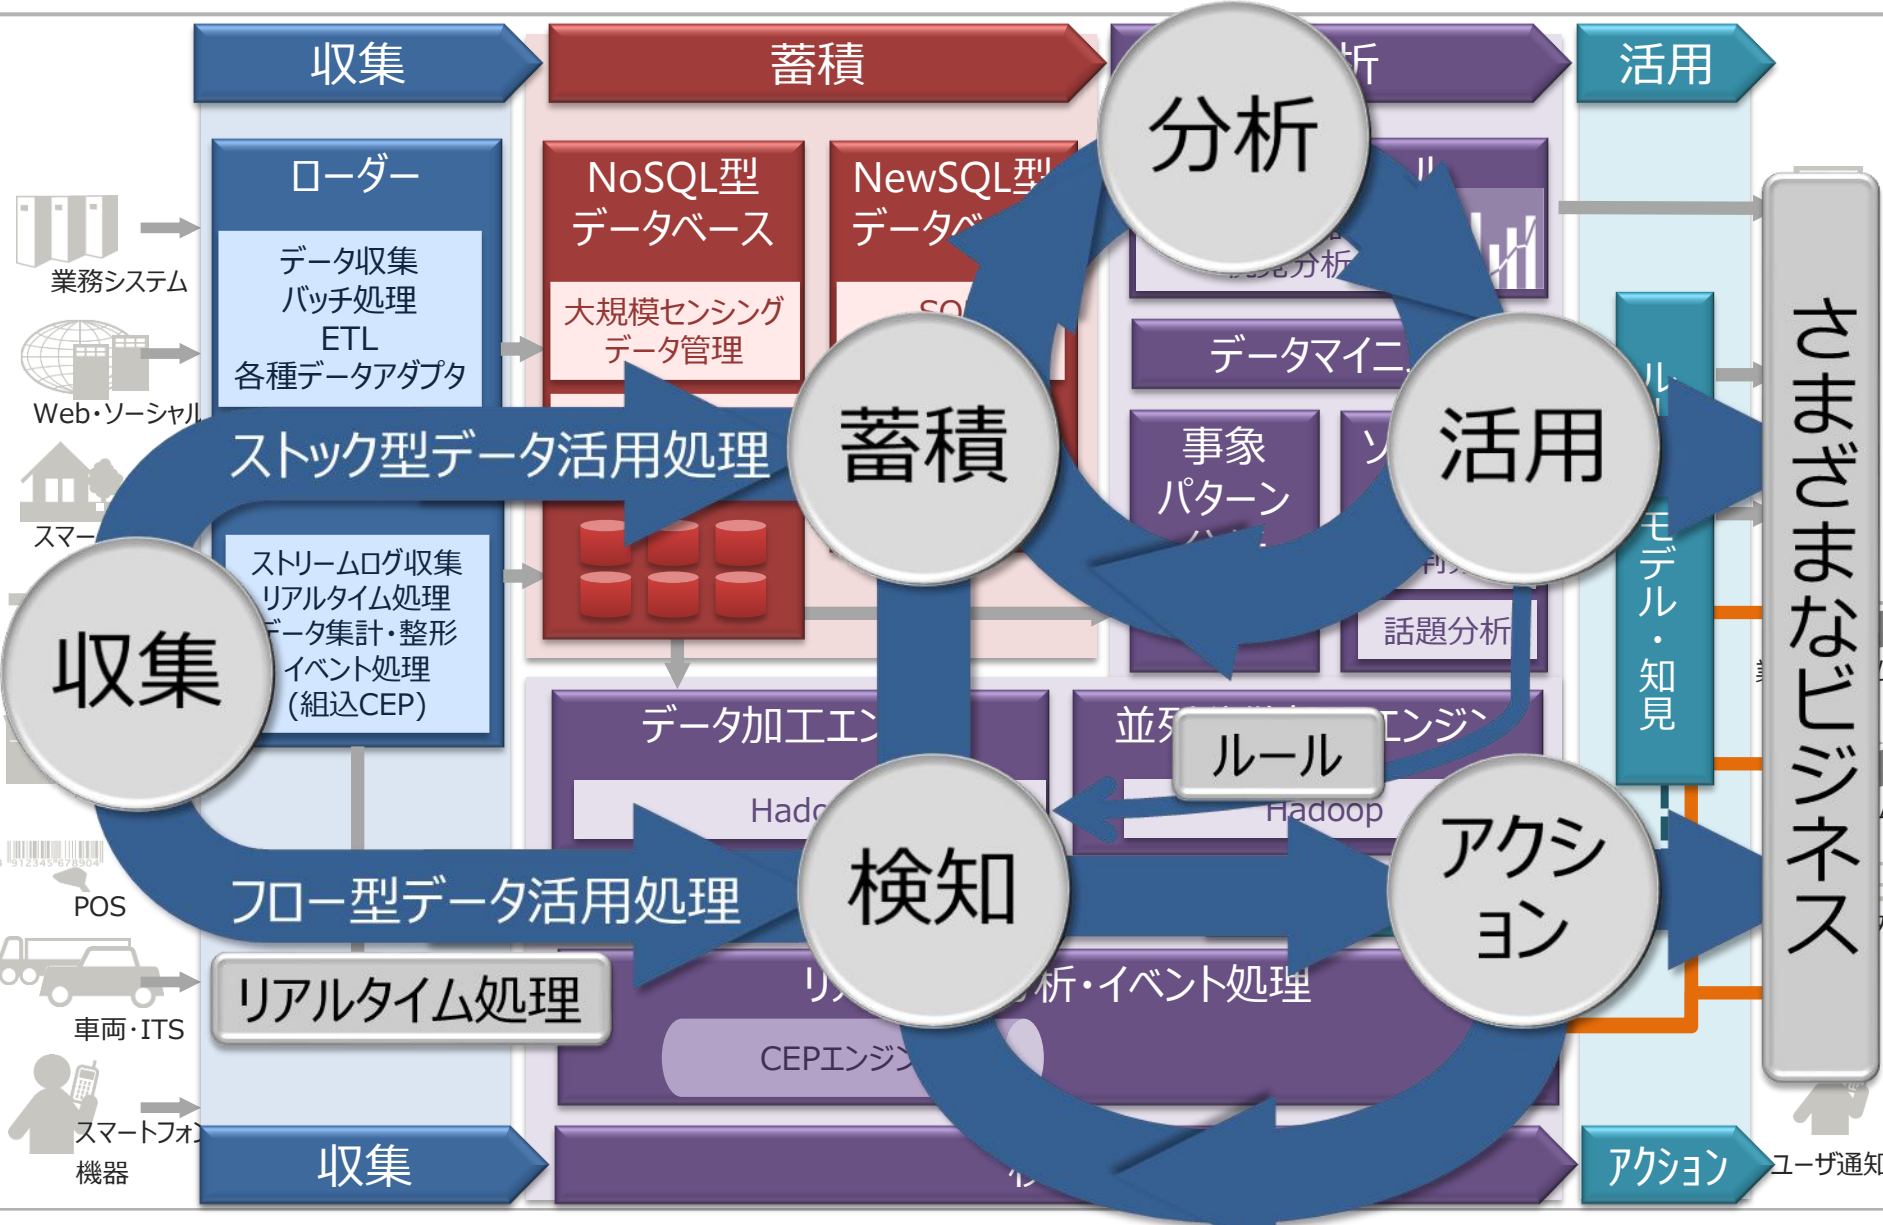 収集
蓄積
析
活用
分析
ローダー
データ収集
バッチ処理
ETL
各種データアダプタ
NoSQL型
データベース
大規模センシング
データ管理
NewSQL型
業務システム
Web・ソーシャル
ストック型データ活用処理
蓄積
活用
データマイニ
事象
パターン
話題分析
ストリームログ収集
リアルタイム処理
データ集計・整形
イベント処理
(組込CEP)
収集
モデル・知見
さまざまなビジネス
データ加工エン
エンジン
ルール
Hadoop
フロー型データ活用処理
検知
アクシ
ョン
912345 678904
POS
リアルタイム処理
析・イベント処理
CEPエンジン
車両・ITS
スマートフォン
機器
収集
アクション
ユーザ通知